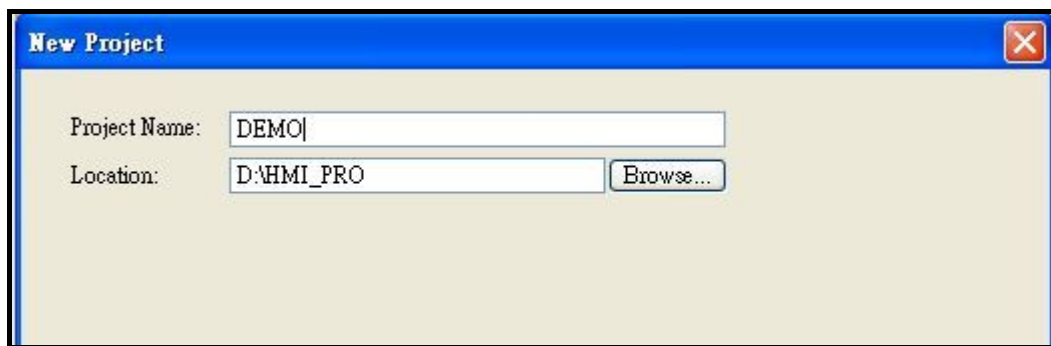 New Project
Project Name: DEMO
Location: D:\HMI_PRO Browse...